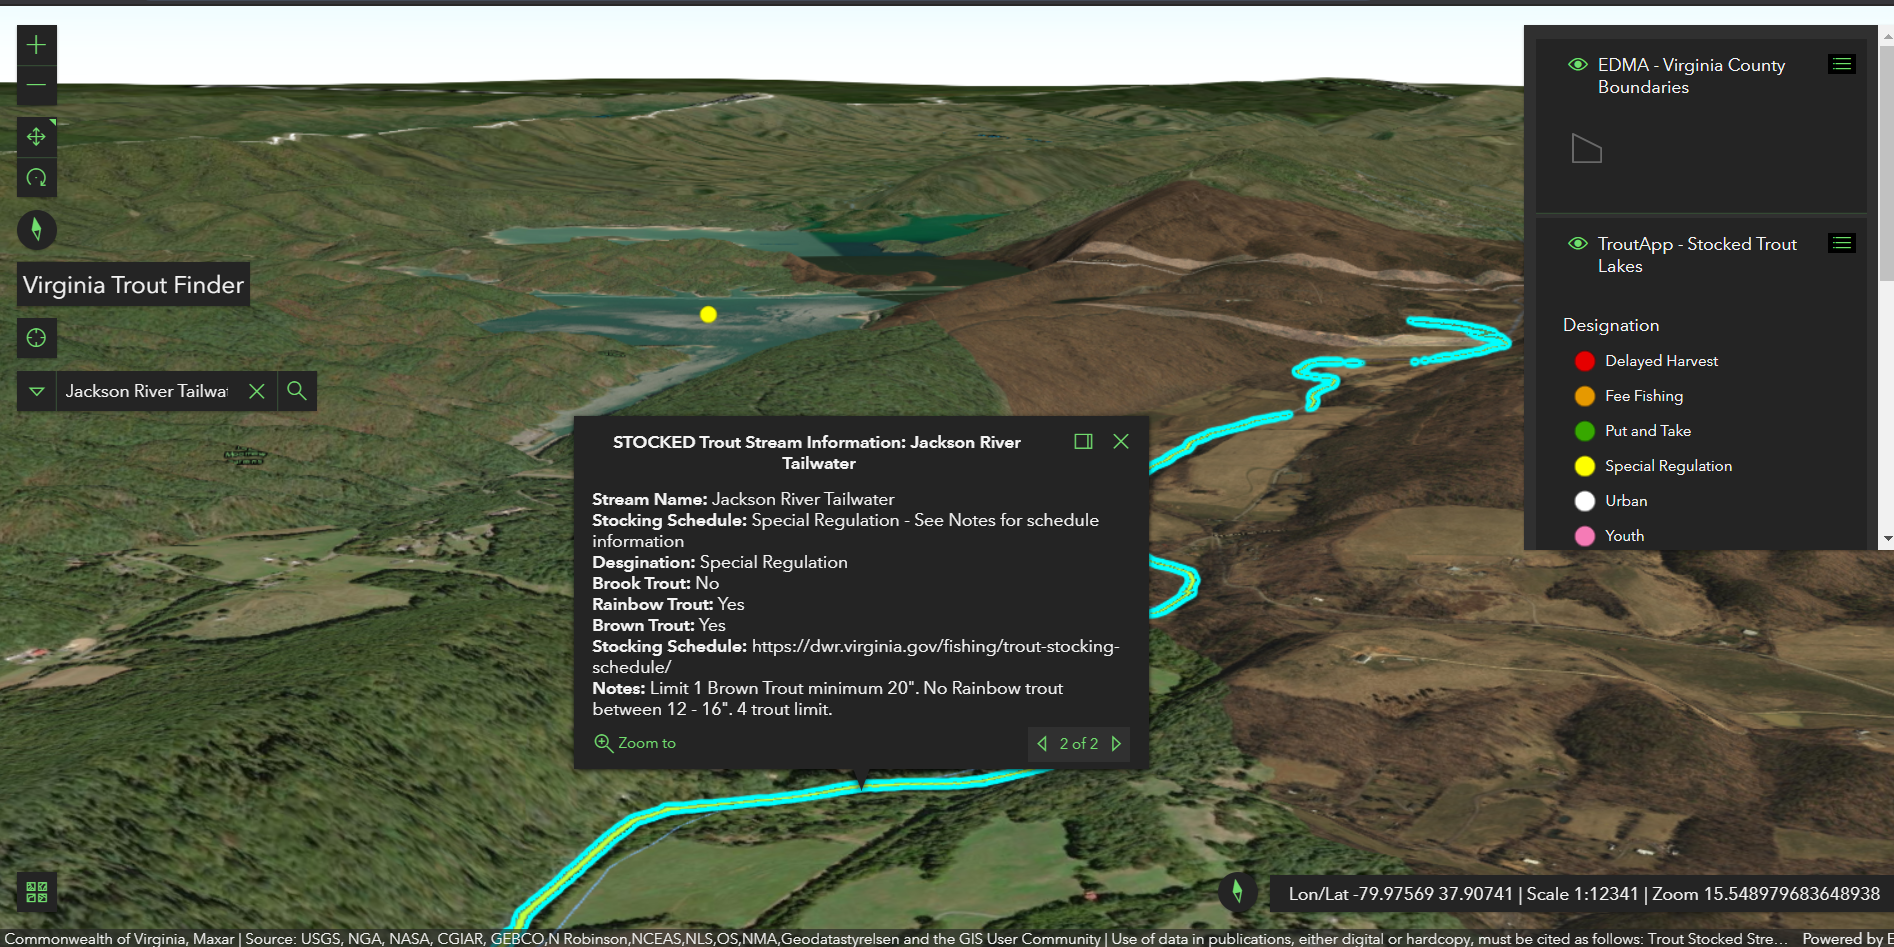 Virginia Trout Finder
Jackson River Tailwat
EDMA - Virginia County
Boundaries
TroutApp - Stocked Trout
Lakes
Designation
Delayed Harvest
Fee Fishing
Put and Take
Special Regulation
Urban
Youth
STOCKED Trout Stream Information: Jackson River
Tailwater
Stream Name: Jackson River Tailwater
Stocking Schedule: Special Regulation - See Notes for schedule
information
Desgination: Special Regulation
Brook Trout: No
Rainbow Trout: Yes
Brown Trout: Yes
Stocking Schedule: https://dwr.virginia.gov/fishing/trout-stocking-
schedule/
Notes: Limit 1 Brown Trout minimum 20". No Rainbow trout
between 12 - 16". 4 trout limit.
Zoom to
2 of 2
Lon/Lat -79.97569 37.90741 | Scale 1:12341 | Zoom 15.548979683648938
Commonwealth of Virginia, Maxar | Source: USGS, NGA, NASA, CGIAR, GEBCO,N Robinson,NCEAS,NLS,OS,NMA,Geodatastyrelsen and the GIS User Community | Use of data in publications, either digital or hardcopy, must be cited as follows: Trout Stocked Stre... Powered by E